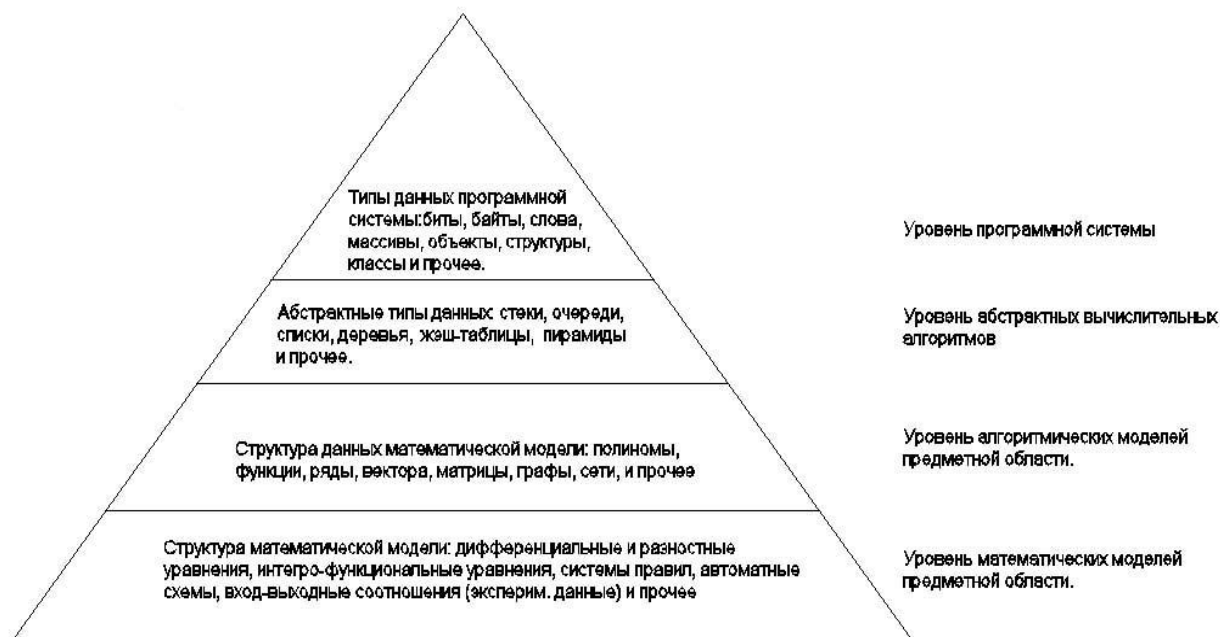 Типы данных программной
системы:биты, байты, слова,
массивы, объекты, структуры,
классы и прочее.
Уровень программной системы
Абстрактные типы данных: стеки, очереди,
списки, деревья, жэш-таблицы, пирамиды
и прочее.
Уровень абстрактных вычислительных
алгоритмов
Структура данных математической модели: полиномы,
функции, ряды, вектора, матрицы, графы, сети, и прочее
Уровень алгоритмических моделей
предметной области.
Структура математической модели: дифференциальные и разностные
уравнения, интегро-функциональные уравнения, системы правил, автоматные
схемы, вход-выходные соотношения (эксперим. данные) и прочее
Уровень математических моделей
предметной области.